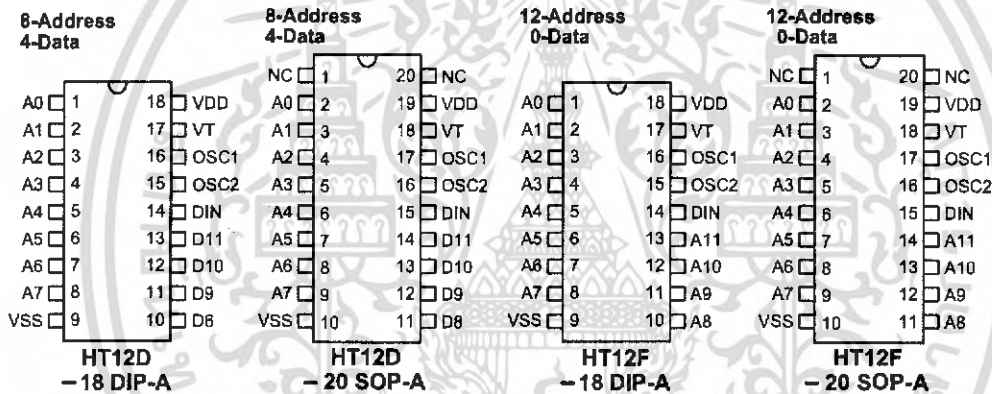 8-Address
4-Data
A0 1 18 VDD
A1 2 17 VT
A2 3 16 OSC1
A3 4 15 OSC2
A4 5 14 DIN
A5 6 13 D11
A6 7 12 D10
A7 8 11 D9
VSS 9 10 D8
HT12D
– 18 DIP-A
8-Address
4-Data
NC 1 20 NC
A0 2 19 VDD
A1 3 18 VT
A2 4 17 OSC1
A3 5 16 OSC2
A4 6 15 DIN
A5 7 14 D11
A6 8 13 D10
A7 9 12 D9
VSS 10 11 D8
HT12D
– 20 SOP-A
12-Address
0-Data
A0 1 18 VDD
A1 2 17 VT
A2 3 16 OSC1
A3 4 15 OSC2
A4 5 14 DIN
A5 6 13 A11
A6 7 12 A10
A7 8 11 A9
VSS 9 10 A8
HT12F
– 18 DIP-A
12-Address
0-Data
NC 1 20 NC
A0 2 19 VDD
A1 3 18 VT
A2 4 17 OSC1
A3 5 16 OSC2
A4 6 15 DIN
A5 7 14 A11
A6 8 13 A10
A7 9 12 A9
VSS 10 11 A8
HT12F
– 20 SOP-A